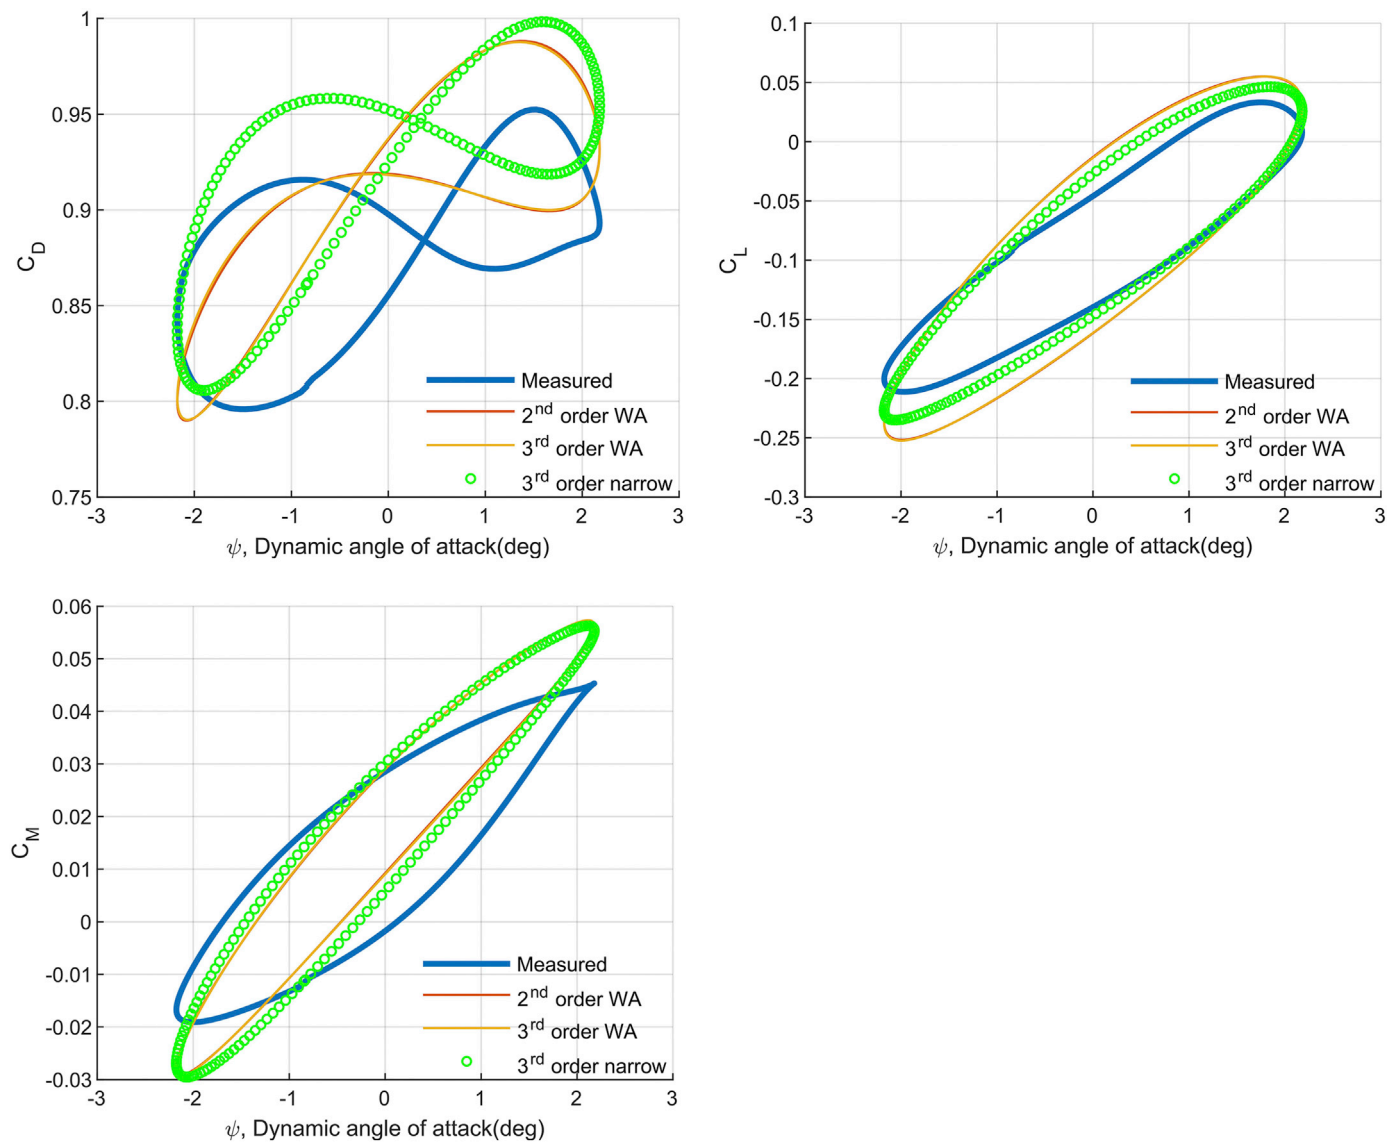 1
0.95
0.9
0.85
0.8
0.75
C_D
-3 -2 -1 0 1 2 3
ψ, Dynamic angle of attack(deg)
Measured
2nd order WA
3rd order WA
3rd order narrow
0.1
0.05
0
-0.05
-0.1
-0.15
-0.2
-0.25
-0.3
C_L
-3 -2 -1 0 1 2 3
ψ, Dynamic angle of attack(deg)
Measured
2nd order WA
3rd order WA
3rd order narrow
0.06
0.05
0.04
0.03
0.02
0.01
0
-0.01
-0.02
-0.03
C_M
-3 -2 -1 0 1 2 3
ψ, Dynamic angle of attack(deg)
Measured
2nd order WA
3rd order WA
3rd order narrow